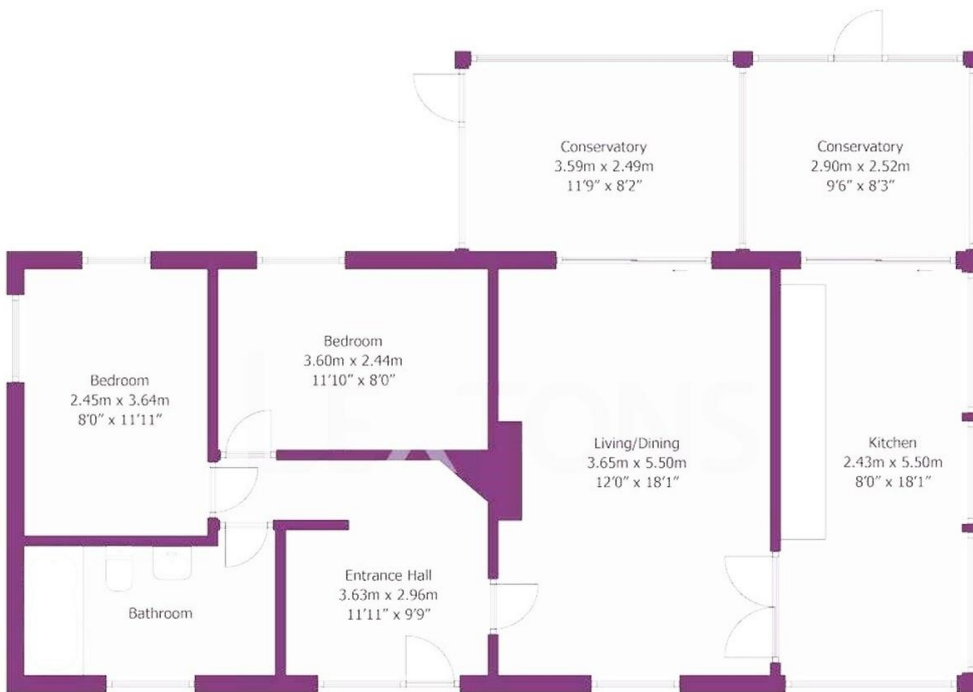 Conservatory
3.59m x 2.49m
11'9" x 8'2"
Conservatory
2.90m x 2.52m
9'6" x 8'3"
Bedroom
2.45m x 3.64m
8'0" x 11'11"
Bedroom
3.60m x 2.44m
11'10" x 8'0"
Living/Dining
3.65m x 5.50m
12'0" x 18'1"
Kitchen
2.43m x 5.50m
8'0" x 18'1"
Entrance Hall
3.63m x 2.96m
11'11" x 9'9"
Bathroom